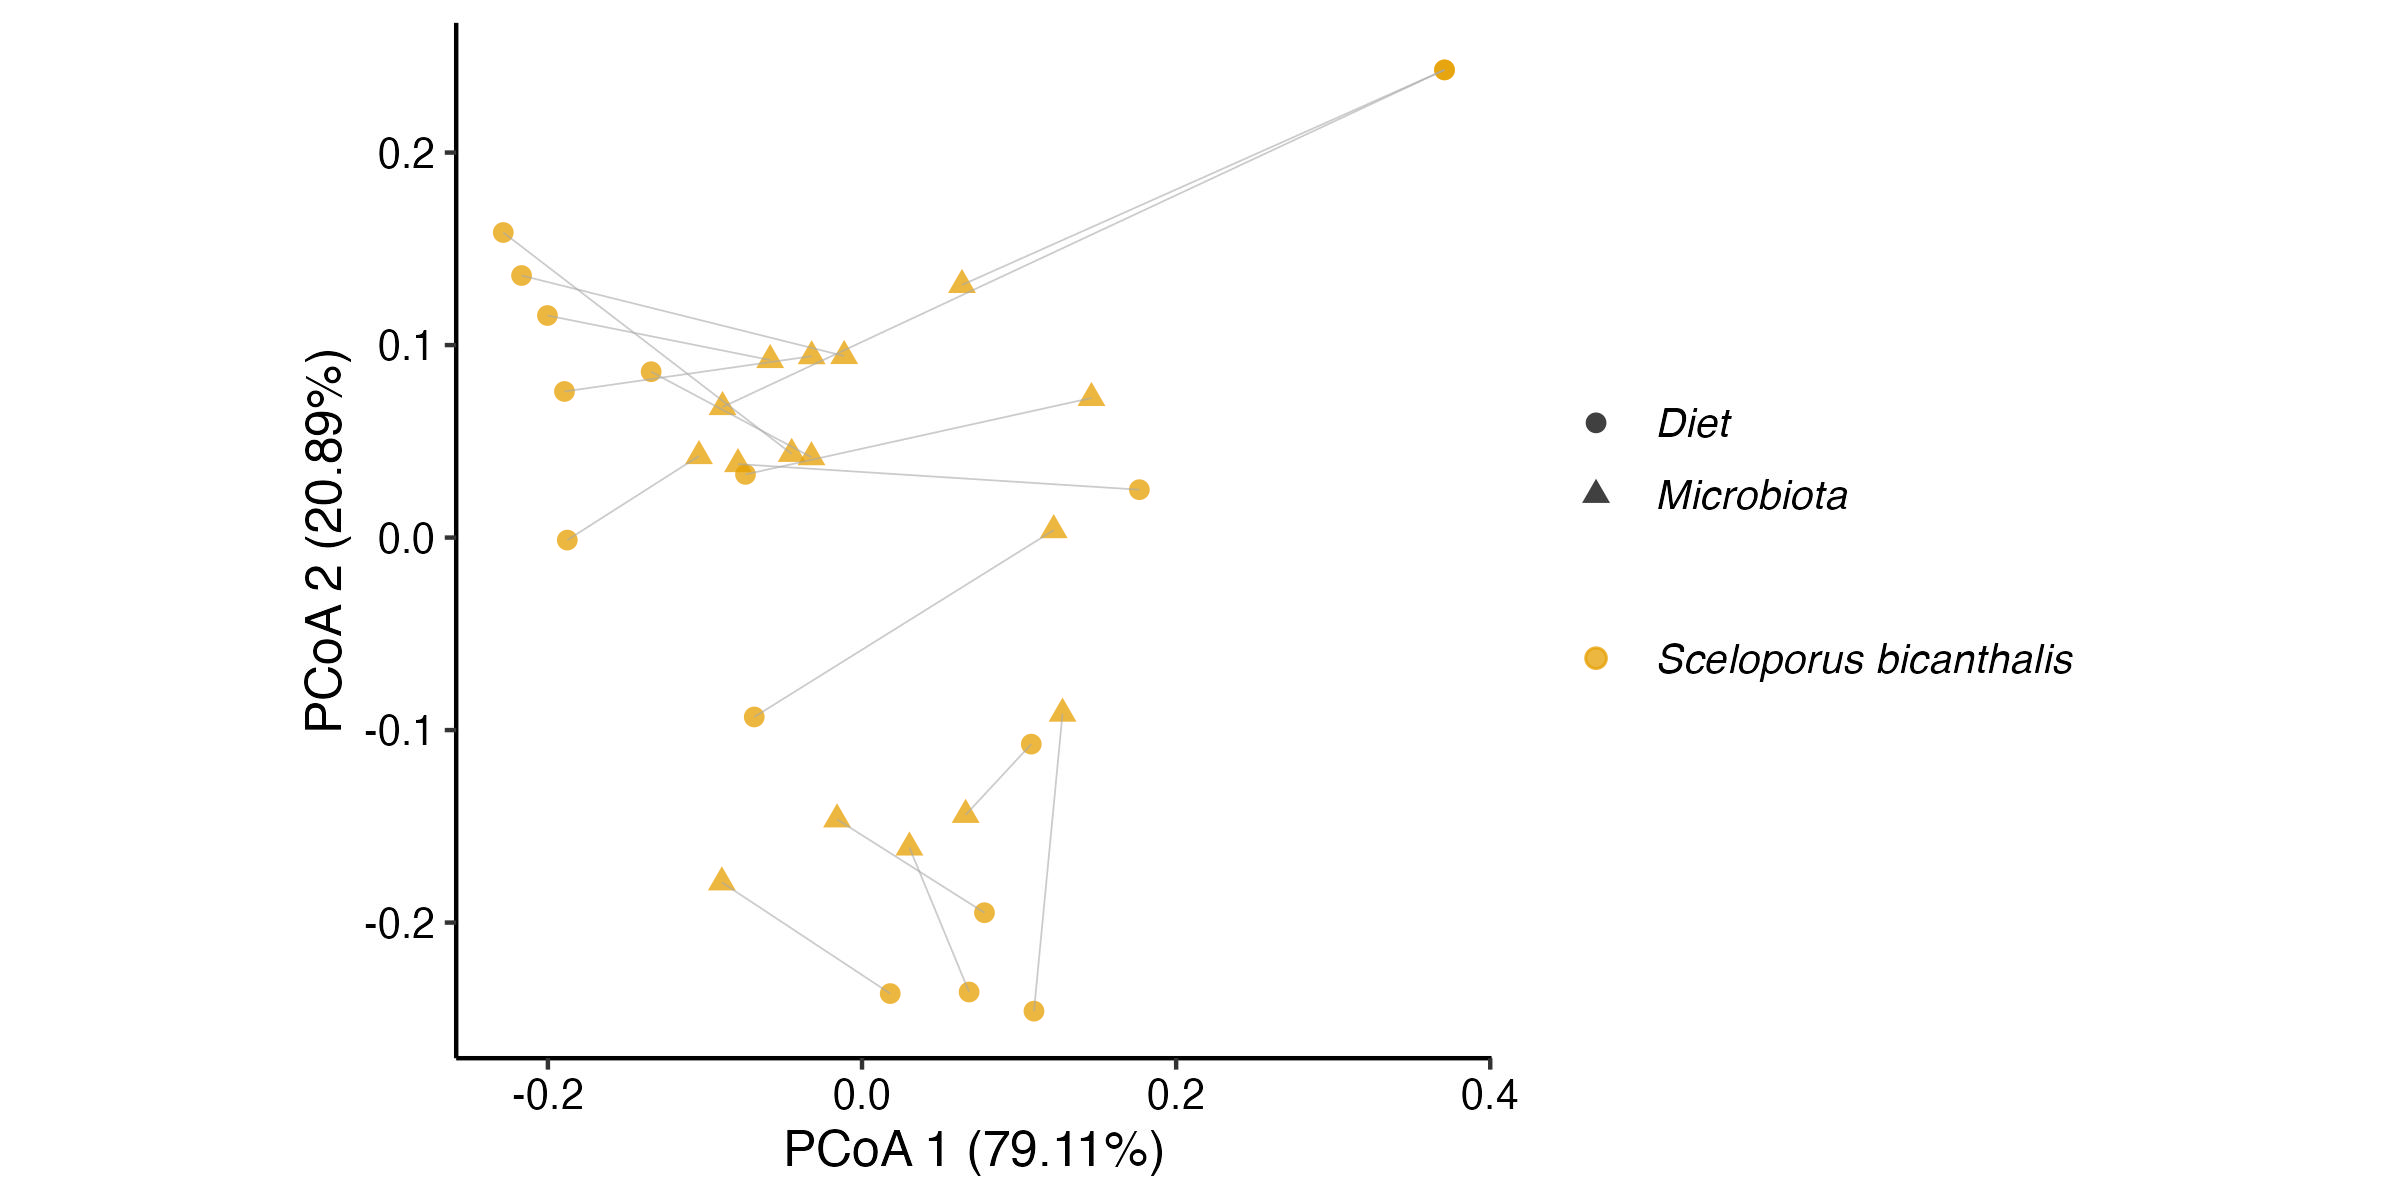 0.2
0.1
0.0
-0.1
-0.2
PCoA 2 (20.89%)
-0.2
0.0
0.2
0.4
PCoA 1 (79.11%)
Diet
Microbiota
Sceloporus bicanthalis